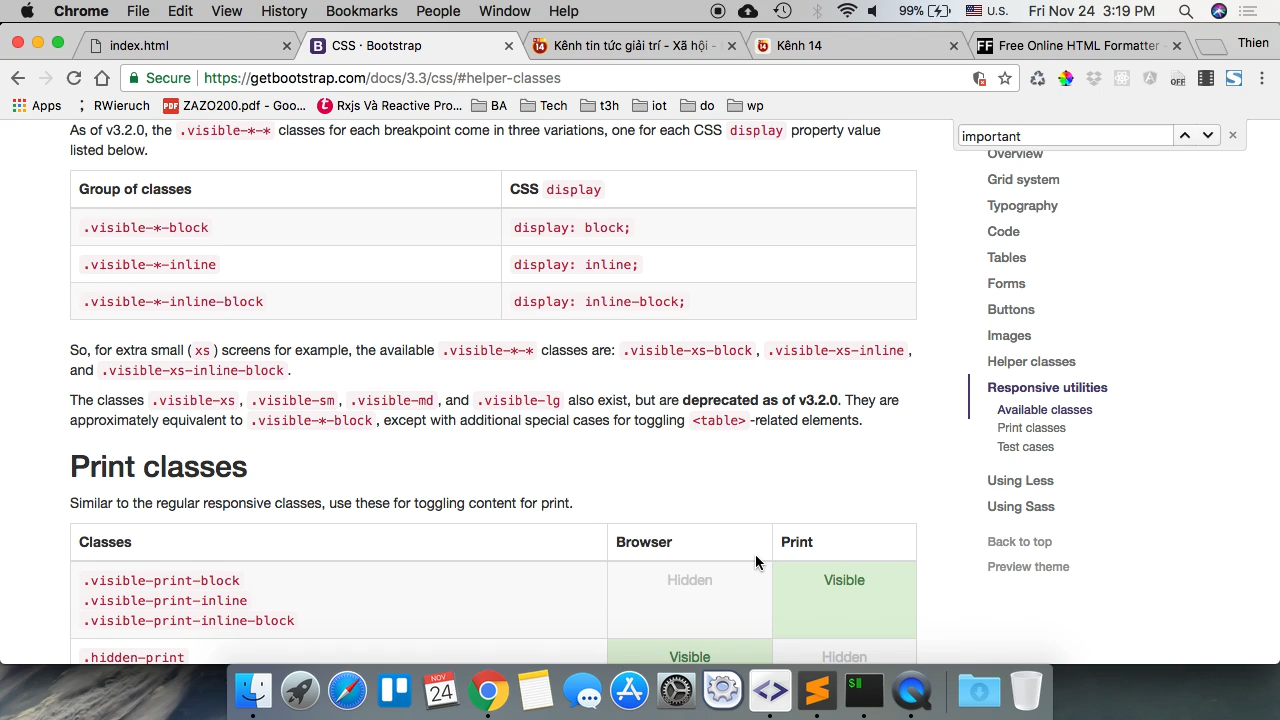 Chrome File Edit View History Bookmarks People Window Help 99% U.S. Fri Nov 24 3:19 PM
index.html CSS · Bootstrap Kênh tin tức giải trí - Xã hội - Kênh 14 Free Online HTML Formatter - Thien
Secure https://getbootstrap.com/docs/3.3/css/#helper-classes OFF
Apps RWieruch PDF ZAZO200.pdf - Goo... Rxjs Và Reactive Pro... BA Tech t3h iot do wp
important
As of v3.2.0, the .visible-*-* classes for each breakpoint come in three variations, one for each CSS display property value
listed below.
Group of classes CSS display
.visible-*-block display: block;
.visible-*-inline display: inline;
.visible-*-inline-block display: inline-block;
So, for extra small (xs) screens for example, the available .visible-*-* classes are: .visible-xs-block, .visible-xs-inline,
and .visible-xs-inline-block.
The classes .visible-xs, .visible-sm, .visible-md, and .visible-lg also exist, but are deprecated as of v3.2.0. They are
approximately equivalent to .visible-*-block, except with additional special cases for toggling <table>-related elements.
Print classes
Similar to the regular responsive classes, use these for toggling content for print.
Classes Browser Print
.visible-print-block Hidden Visible
.visible-print-inline
.visible-print-inline-block
.hidden-print Visible Hidden
Overview
Grid system
Typography
Code
Tables
Forms
Buttons
Images
Helper classes
Responsive utilities
Available classes
Print classes
Test cases
Using Less
Using Sass
Back to top
Preview theme
NOV
24